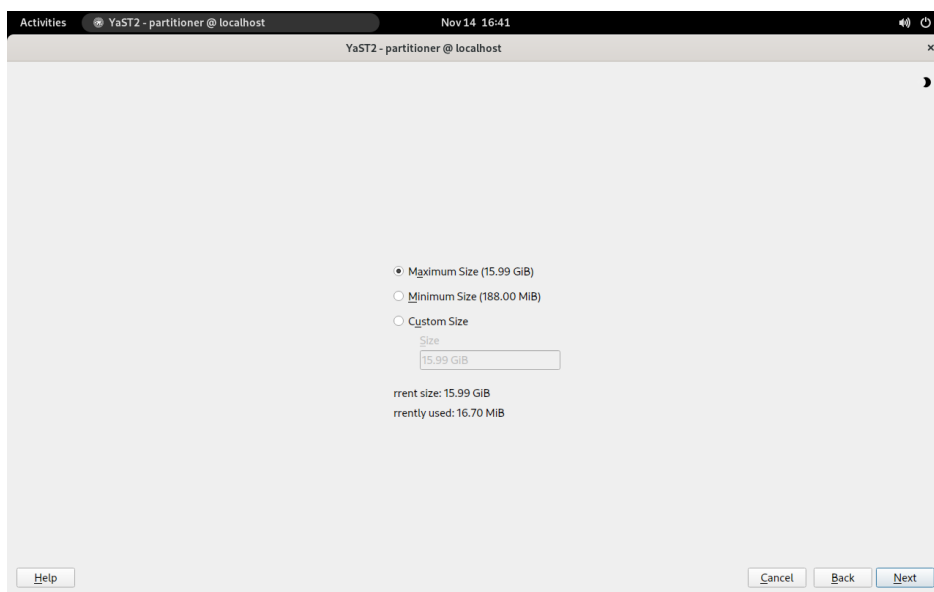 Activities YaST2 - partitioner @ localhost Nov 14 16:41
YaST2 - partitioner @ localhost ×
Maximum Size (15.99 GiB)
Minimum Size (188.00 MiB)
Custom Size
Size
15.99 GiB
rrent size: 15.99 GiB
rrently used: 16.70 MiB
Help Cancel Back Next